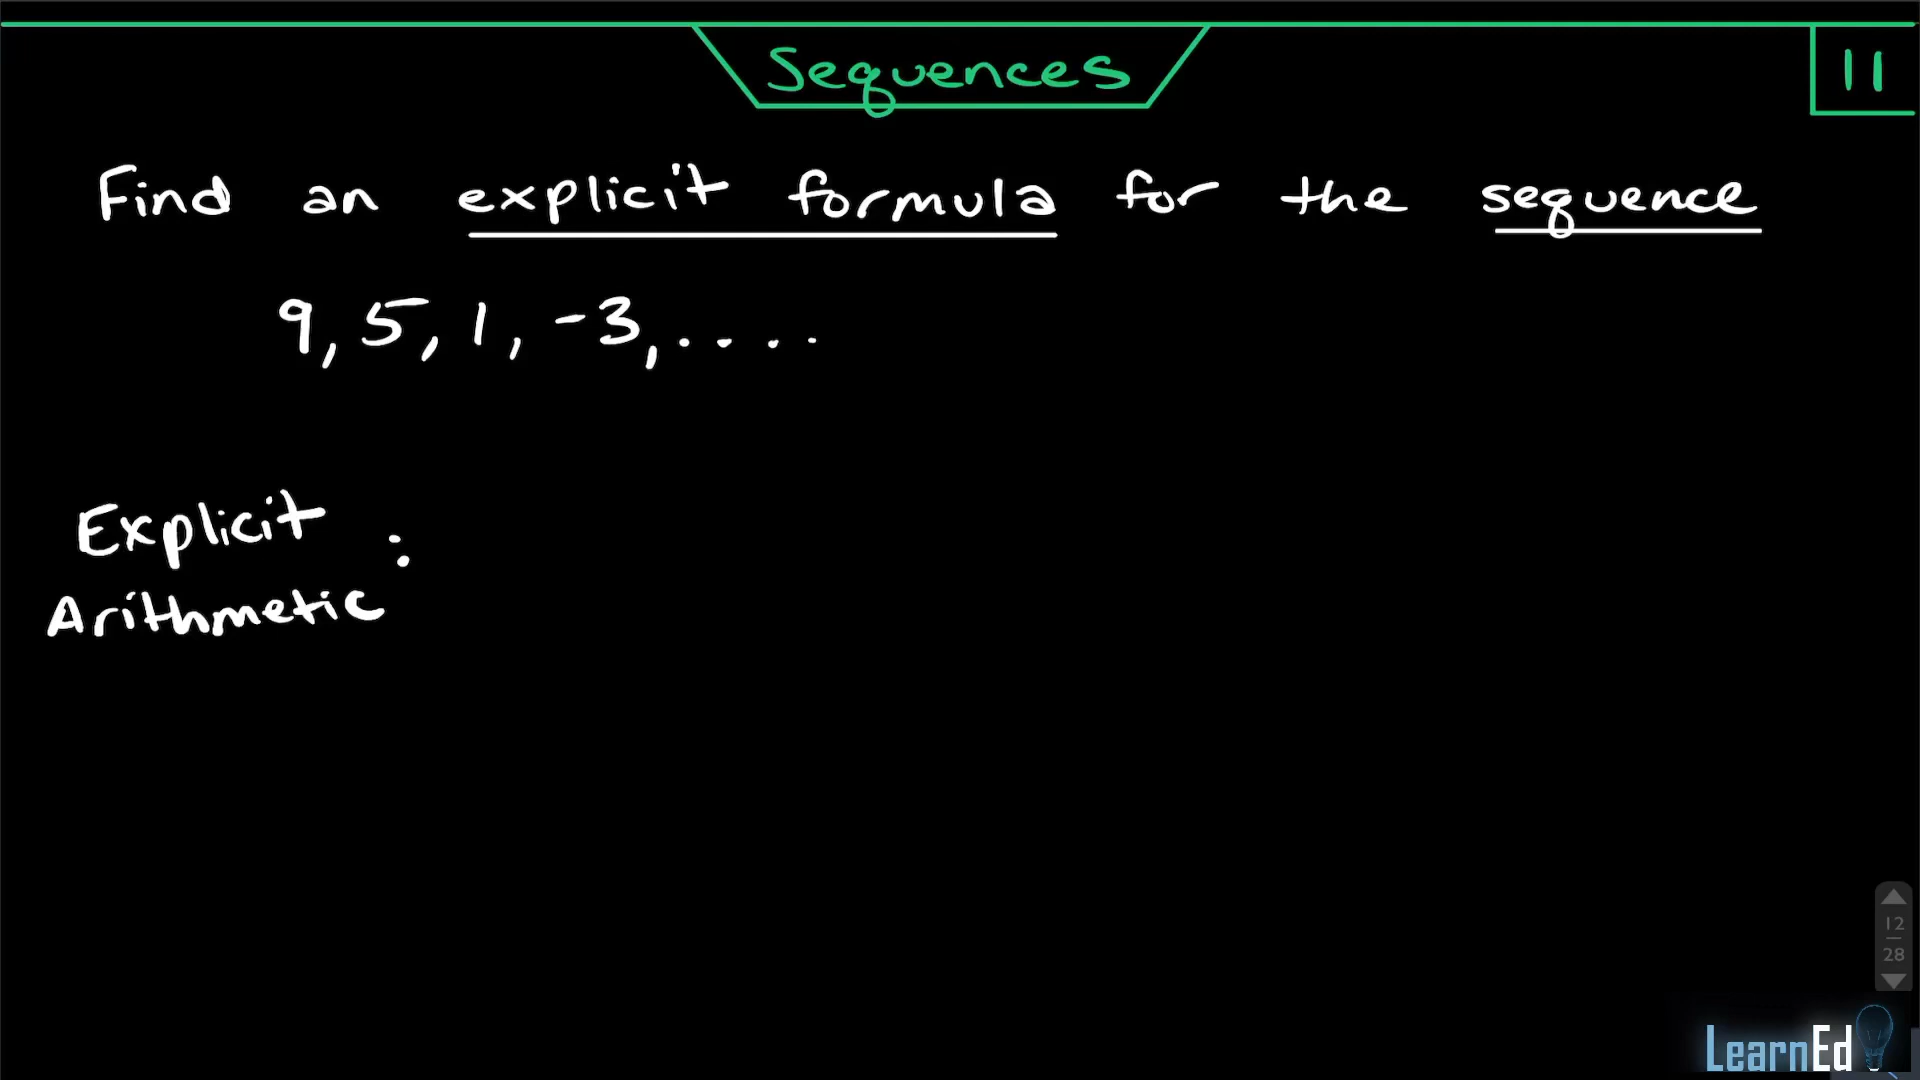 Sequences
11
Find an explicit formula for the sequence
9, 5, 1, -3, ....
Explicit :
Arithmetic
12
28
LearnEd